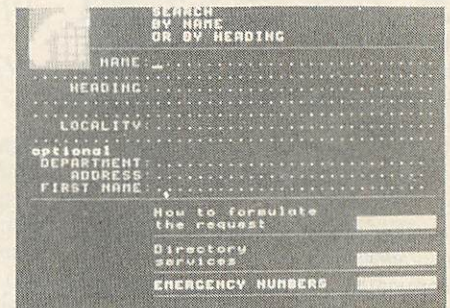 SEARCH
BY NAME
OR BY HEADING
NAME:
HEADING:
LOCALITY:
optional
DEPARTMENT:
ADDRESS:
FIRST NAME:
How to formulate
the request
Directory
services
EMERGENCY NUMBERS